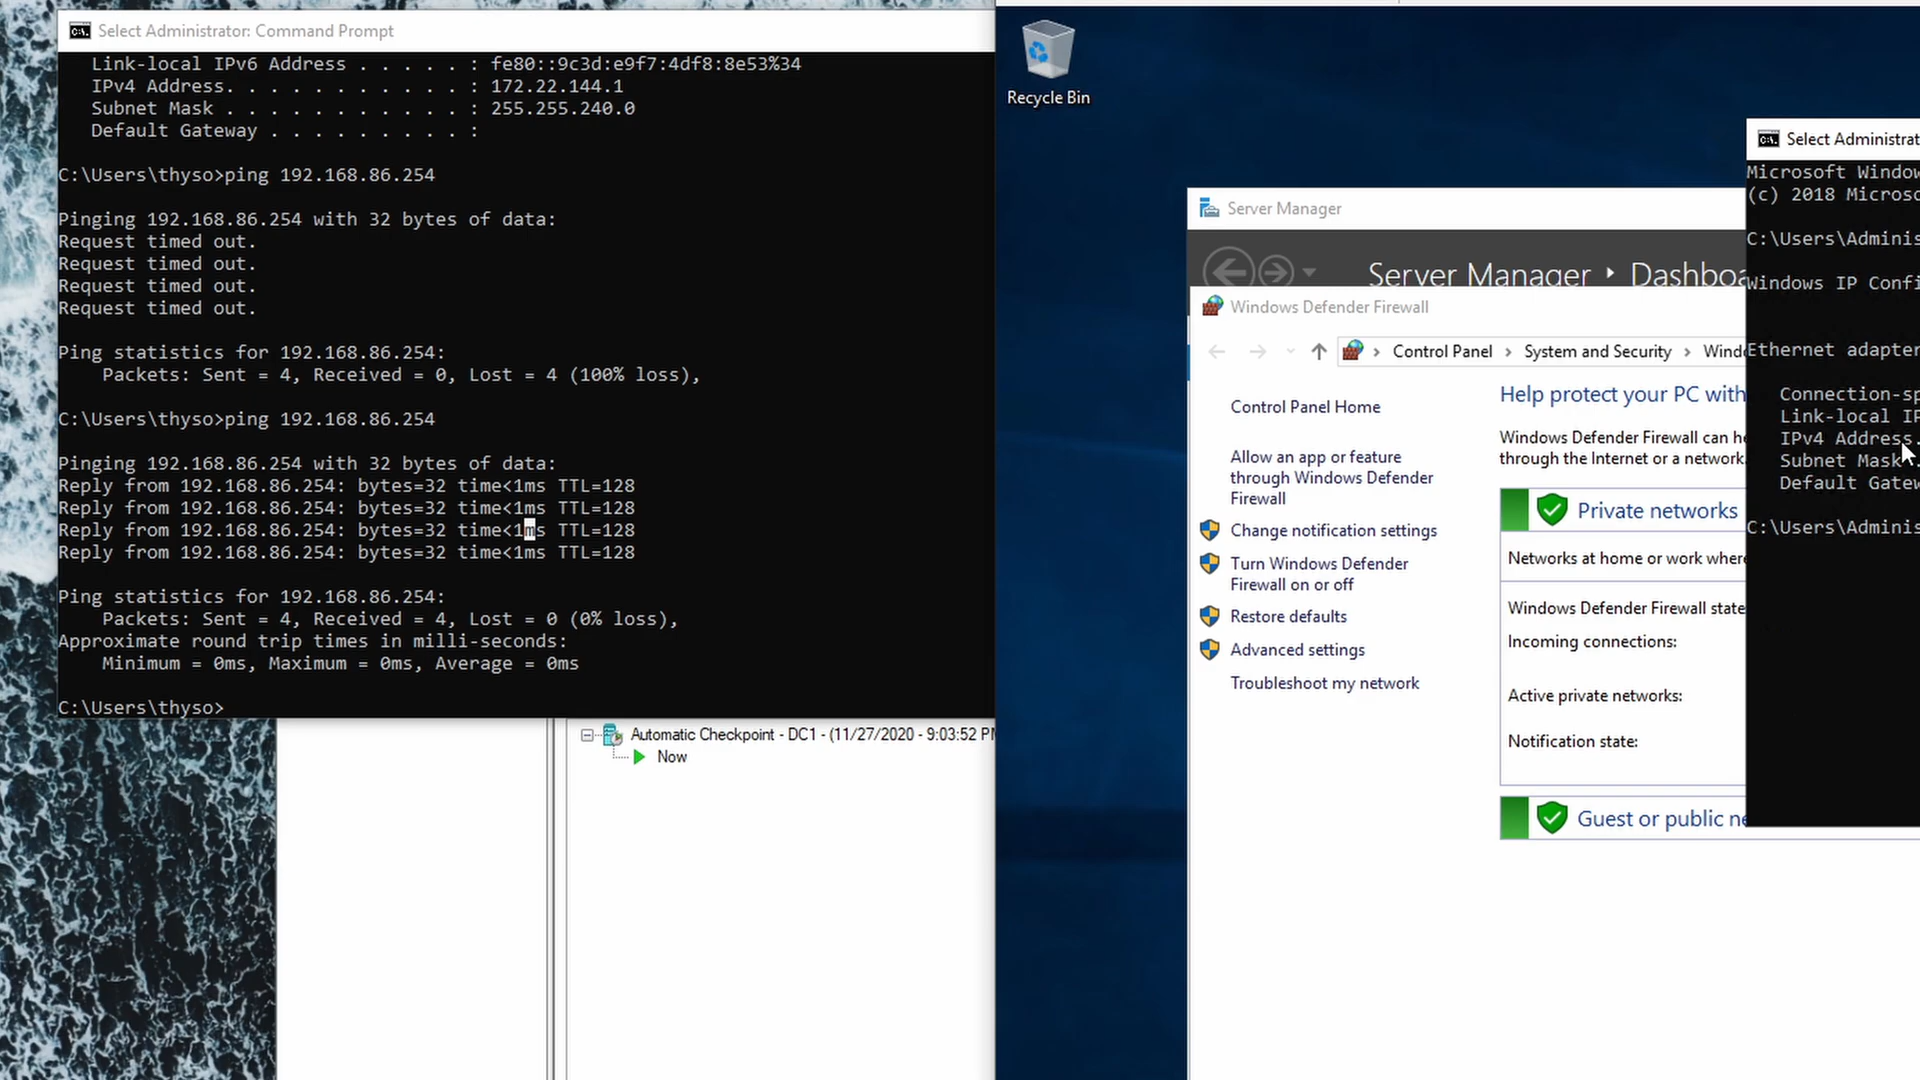 Select Administrator: Command Prompt
Link-local IPv6 Address . . . . . : fe80::9c3d:e9f7:4df8:8e53%34
IPv4 Address. . . . . . . . . . . : 172.22.144.1
Subnet Mask . . . . . . . . . . . : 255.255.240.0
Default Gateway . . . . . . . . . :
C:\Users\thyso>ping 192.168.86.254
Pinging 192.168.86.254 with 32 bytes of data:
Request timed out.
Request timed out.
Request timed out.
Request timed out.
Ping statistics for 192.168.86.254:
Packets: Sent = 4, Received = 0, Lost = 4 (100% loss),
C:\Users\thyso>ping 192.168.86.254
Pinging 192.168.86.254 with 32 bytes of data:
Reply from 192.168.86.254: bytes=32 time<1ms TTL=128
Reply from 192.168.86.254: bytes=32 time<1ms TTL=128
Reply from 192.168.86.254: bytes=32 time<1ms TTL=128
Reply from 192.168.86.254: bytes=32 time<1ms TTL=128
Ping statistics for 192.168.86.254:
Packets: Sent = 4, Received = 4, Lost = 0 (0% loss),
Approximate round trip times in milli-seconds:
Minimum = 0ms, Maximum = 0ms, Average = 0ms
C:\Users\thyso>
Automatic Checkpoint - DC1 - (11/27/2020 - 9:03:52 PM
Now
Recycle Bin
Server Manager
Server Manager ‣ Dashboa
Windows Defender Firewall
Control Panel > System and Security > Wind
Control Panel Home
Allow an app or feature
through Windows Defender
Firewall
Change notification settings
Turn Windows Defender
Firewall on or off
Restore defaults
Advanced settings
Troubleshoot my network
Help protect your PC with
Windows Defender Firewall can he
through the Internet or a network.
Private networks
Networks at home or work where
Windows Defender Firewall state
Incoming connections:
Active private networks:
Notification state:
Guest or public ne
Select Administrat
Microsoft Window
(c) 2018 Microso
C:\Users\Adminis
Windows IP Confi
Ethernet adapter
Connection-sp
Link-local IP
IPv4 Address.
Subnet Mask .
Default Gatew
C:\Users\Adminis